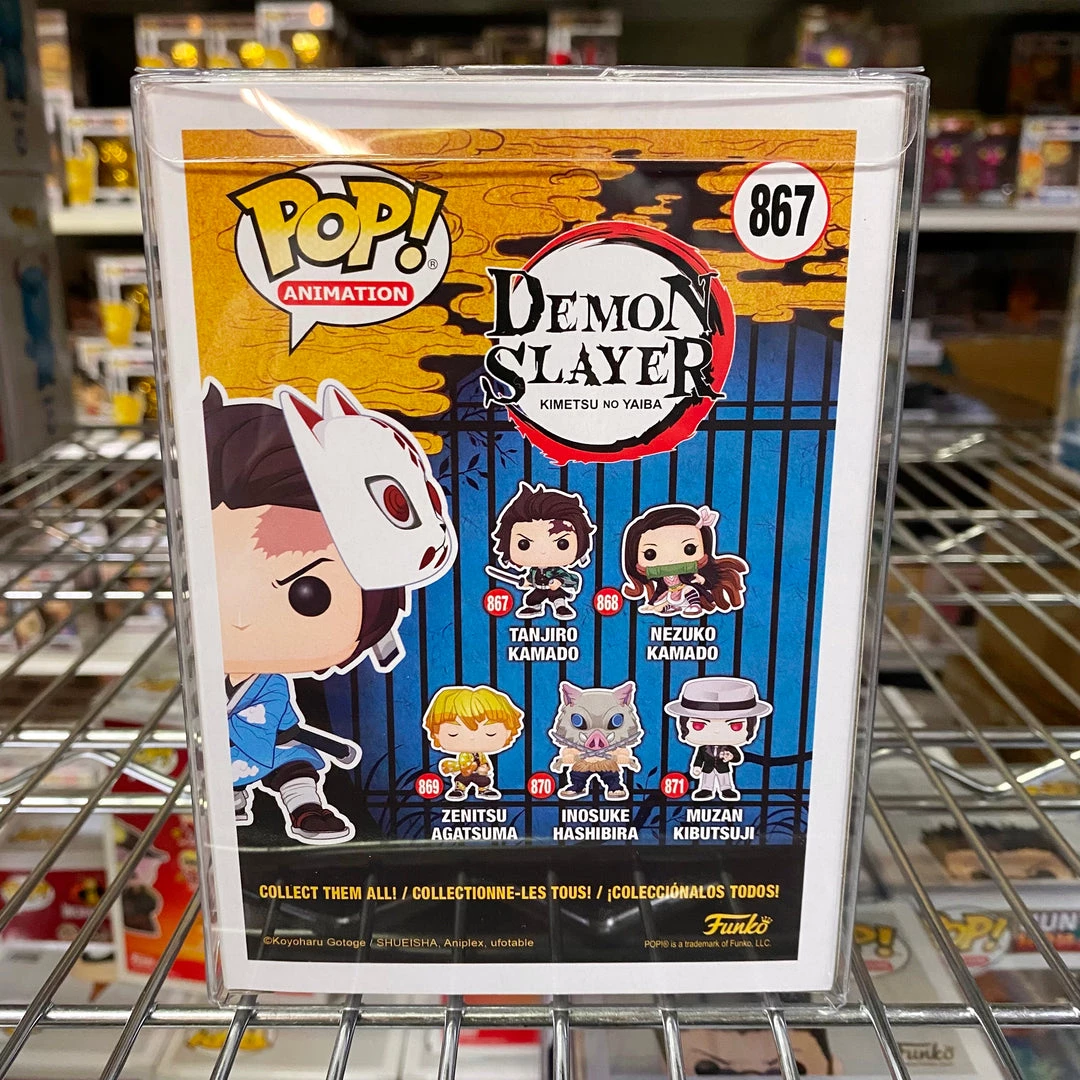 POP!®
ANIMATION
867
DEMON
SLAYER
KIMETSU NO YAIBA
867
TANJIRO
KAMADO
868
NEZUKO
KAMADO
869
ZENITSU
AGATSUMA
870
INOSUKE
HASHIBIRA
871
MUZAN
KIBUTSUJI
COLLECT THEM ALL! / COLLECTIONNE-LES TOUS! / ¡COLECCIÓNALOS TODOS!
Funko
©Koyoharu Gotoge / SHUEISHA, Aniplex, ufotable
POP!® is a trademark of Funko, LLC.
POP!
Funko